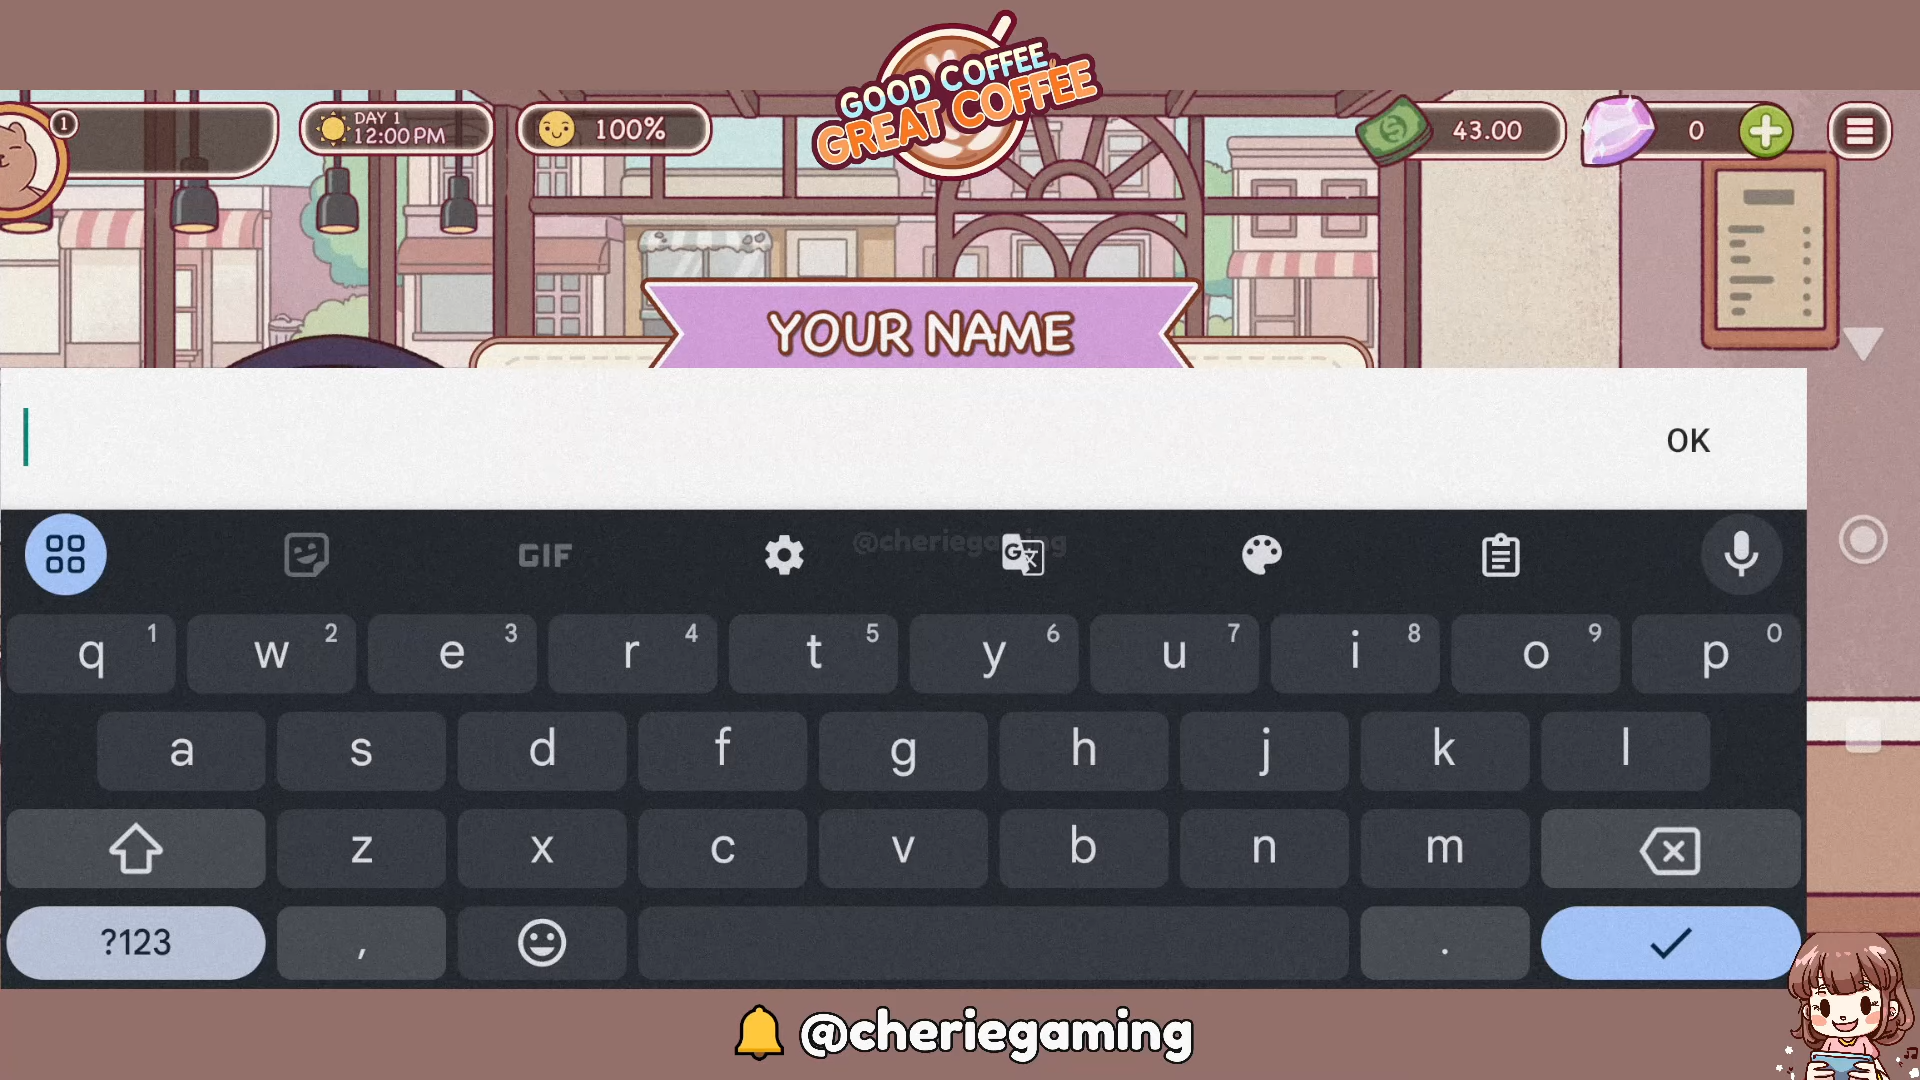 GOOD COFFEE,
GREAT COFFEE
1
DAY 1
12:00 PM
100%
43.00
0
YOUR NAME
OK
GIF
@cheriegaming
G
q 1 w 2 e 3 r 4 t 5 y 6 u 7 i 8 o 9 p 0
a s d f g h j k l
z x c v b n m
?123 , .
@cheriegaming